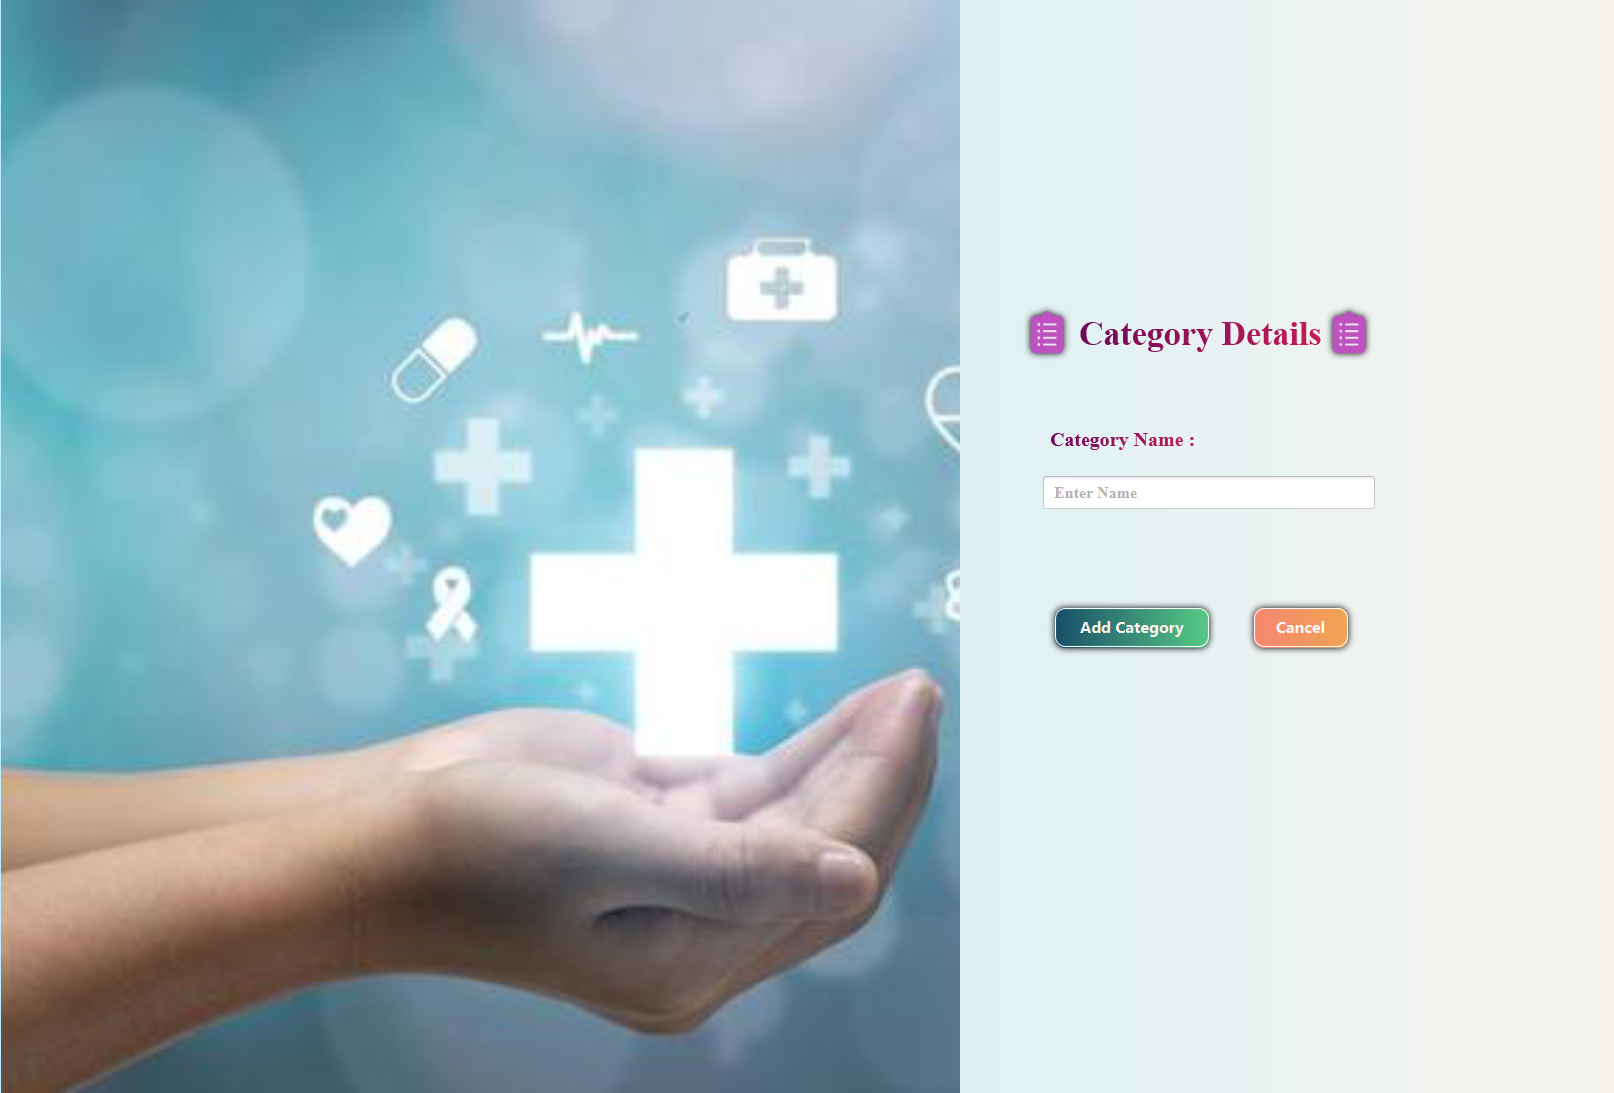 Category Details
Category Name :
Enter Name
Add Category
Cancel